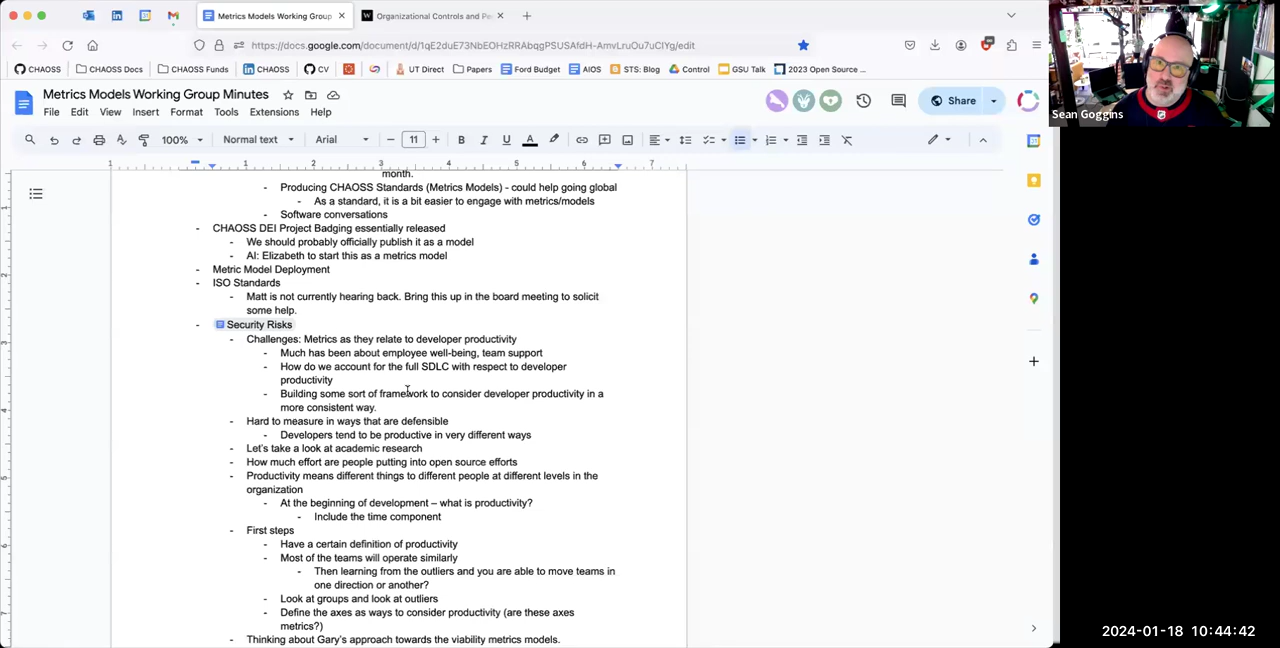 Metrics Models Working Group
Organizational Controls and Pe
https://docs.google.com/document/d/1qE2duE73NbEOHzRRAbqgPSUSAfdH-AmvLruOu7uCIYg/edit
CHAOSS
CHAOSS Docs
CHAOSS Funds
CHAOSS
CV
UT Direct
Papers
Ford Budget
AIOS
STS: Blog
Control
GSU Talk
2023 Open Source ...
Metrics Models Working Group Minutes
File Edit View Insert Format Tools Extensions Help
Share
100%
Normal text
Arial
11
1 1 2 3 4 5 6 7
month.
- Producing CHAOSS Standards (Metrics Models) - could help going global
- As a standard, it is a bit easier to engage with metrics/models
- Software conversations
- CHAOSS DEI Project Badging essentially released
- We should probably officially publish it as a model
- AI: Elizabeth to start this as a metrics model
- Metric Model Deployment
- ISO Standards
- Matt is not currently hearing back. Bring this up in the board meeting to solicit
some help.
- Security Risks
- Challenges: Metrics as they relate to developer productivity
- Much has been about employee well-being, team support
- How do we account for the full SDLC with respect to developer
productivity
- Building some sort of framework to consider developer productivity in a
more consistent way.
- Hard to measure in ways that are defensible
- Developers tend to be productive in very different ways
- Let's take a look at academic research
- How much effort are people putting into open source efforts
- Productivity means different things to different people at different levels in the
organization
- At the beginning of development – what is productivity?
- Include the time component
- First steps
- Have a certain definition of productivity
- Most of the teams will operate similarly
- Then learning from the outliers and you are able to move teams in
one direction or another?
- Look at groups and look at outliers
- Define the axes as ways to consider productivity (are these axes
metrics?)
- Thinking about Gary's approach towards the viability metrics models.
Sean Goggins
2024-01-18 10:44:42